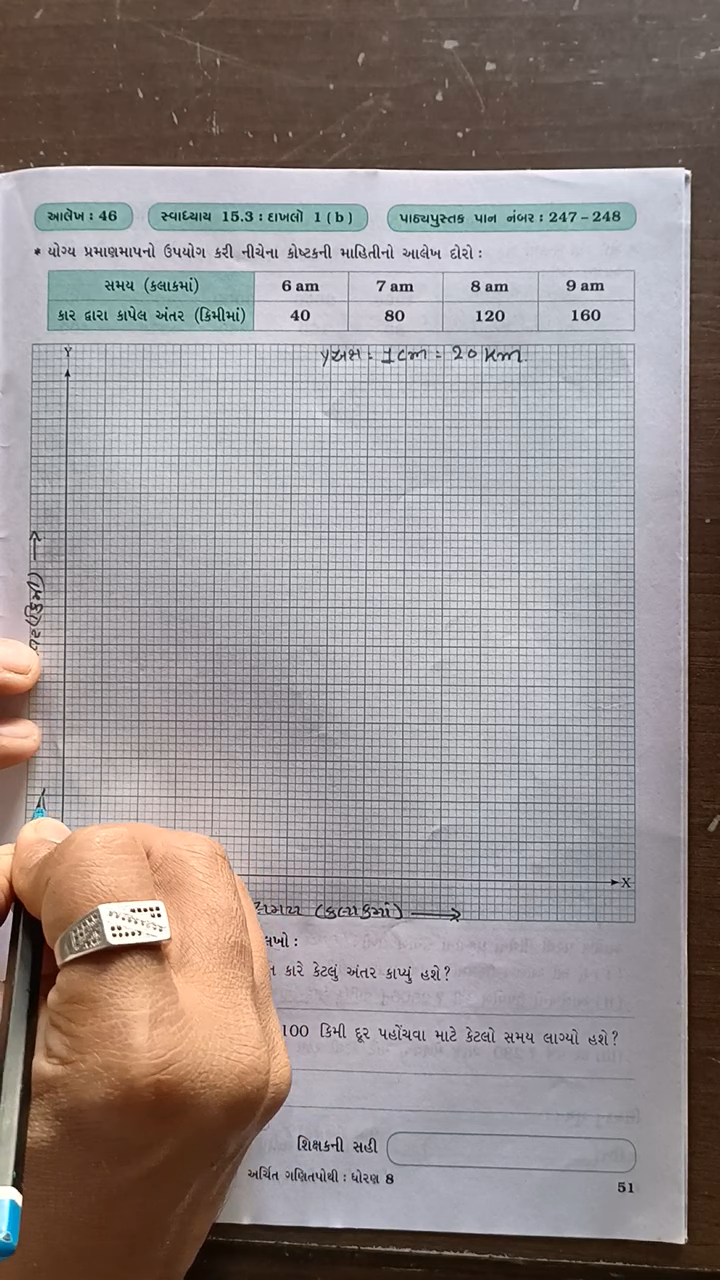 આલેખ : 46
સ્વાધ્યાય 15.3 : દાખલો 1 ( b )
પાઠ્યપુસ્તક પાન નંબર : 247 – 248
* યોગ્ય પ્રમાણમાપનો ઉપયોગ કરી નીચેના કોષ્ટકની માહિતીનો આલેખ દોરો :
સમય (કલાકમાં) 6 am 7 am 8 am 9 am
કાર દ્વારા કાપેલ અંતર (કિમીમાં) 40 80 120 160
Y
Yઅક્ષ : 1 cm = 20 km
(કિમી) →
X
સમય (કલાકમાં) →
લખો :
કારે કેટલું અંતર કાપ્યું હશે ?
100 કિમી દૂર પહોંચવા માટે કેટલો સમય લાગ્યો હશે ?
શિક્ષકની સહી
અર્ચિત ગણિતપોથી : ધોરણ 8
51